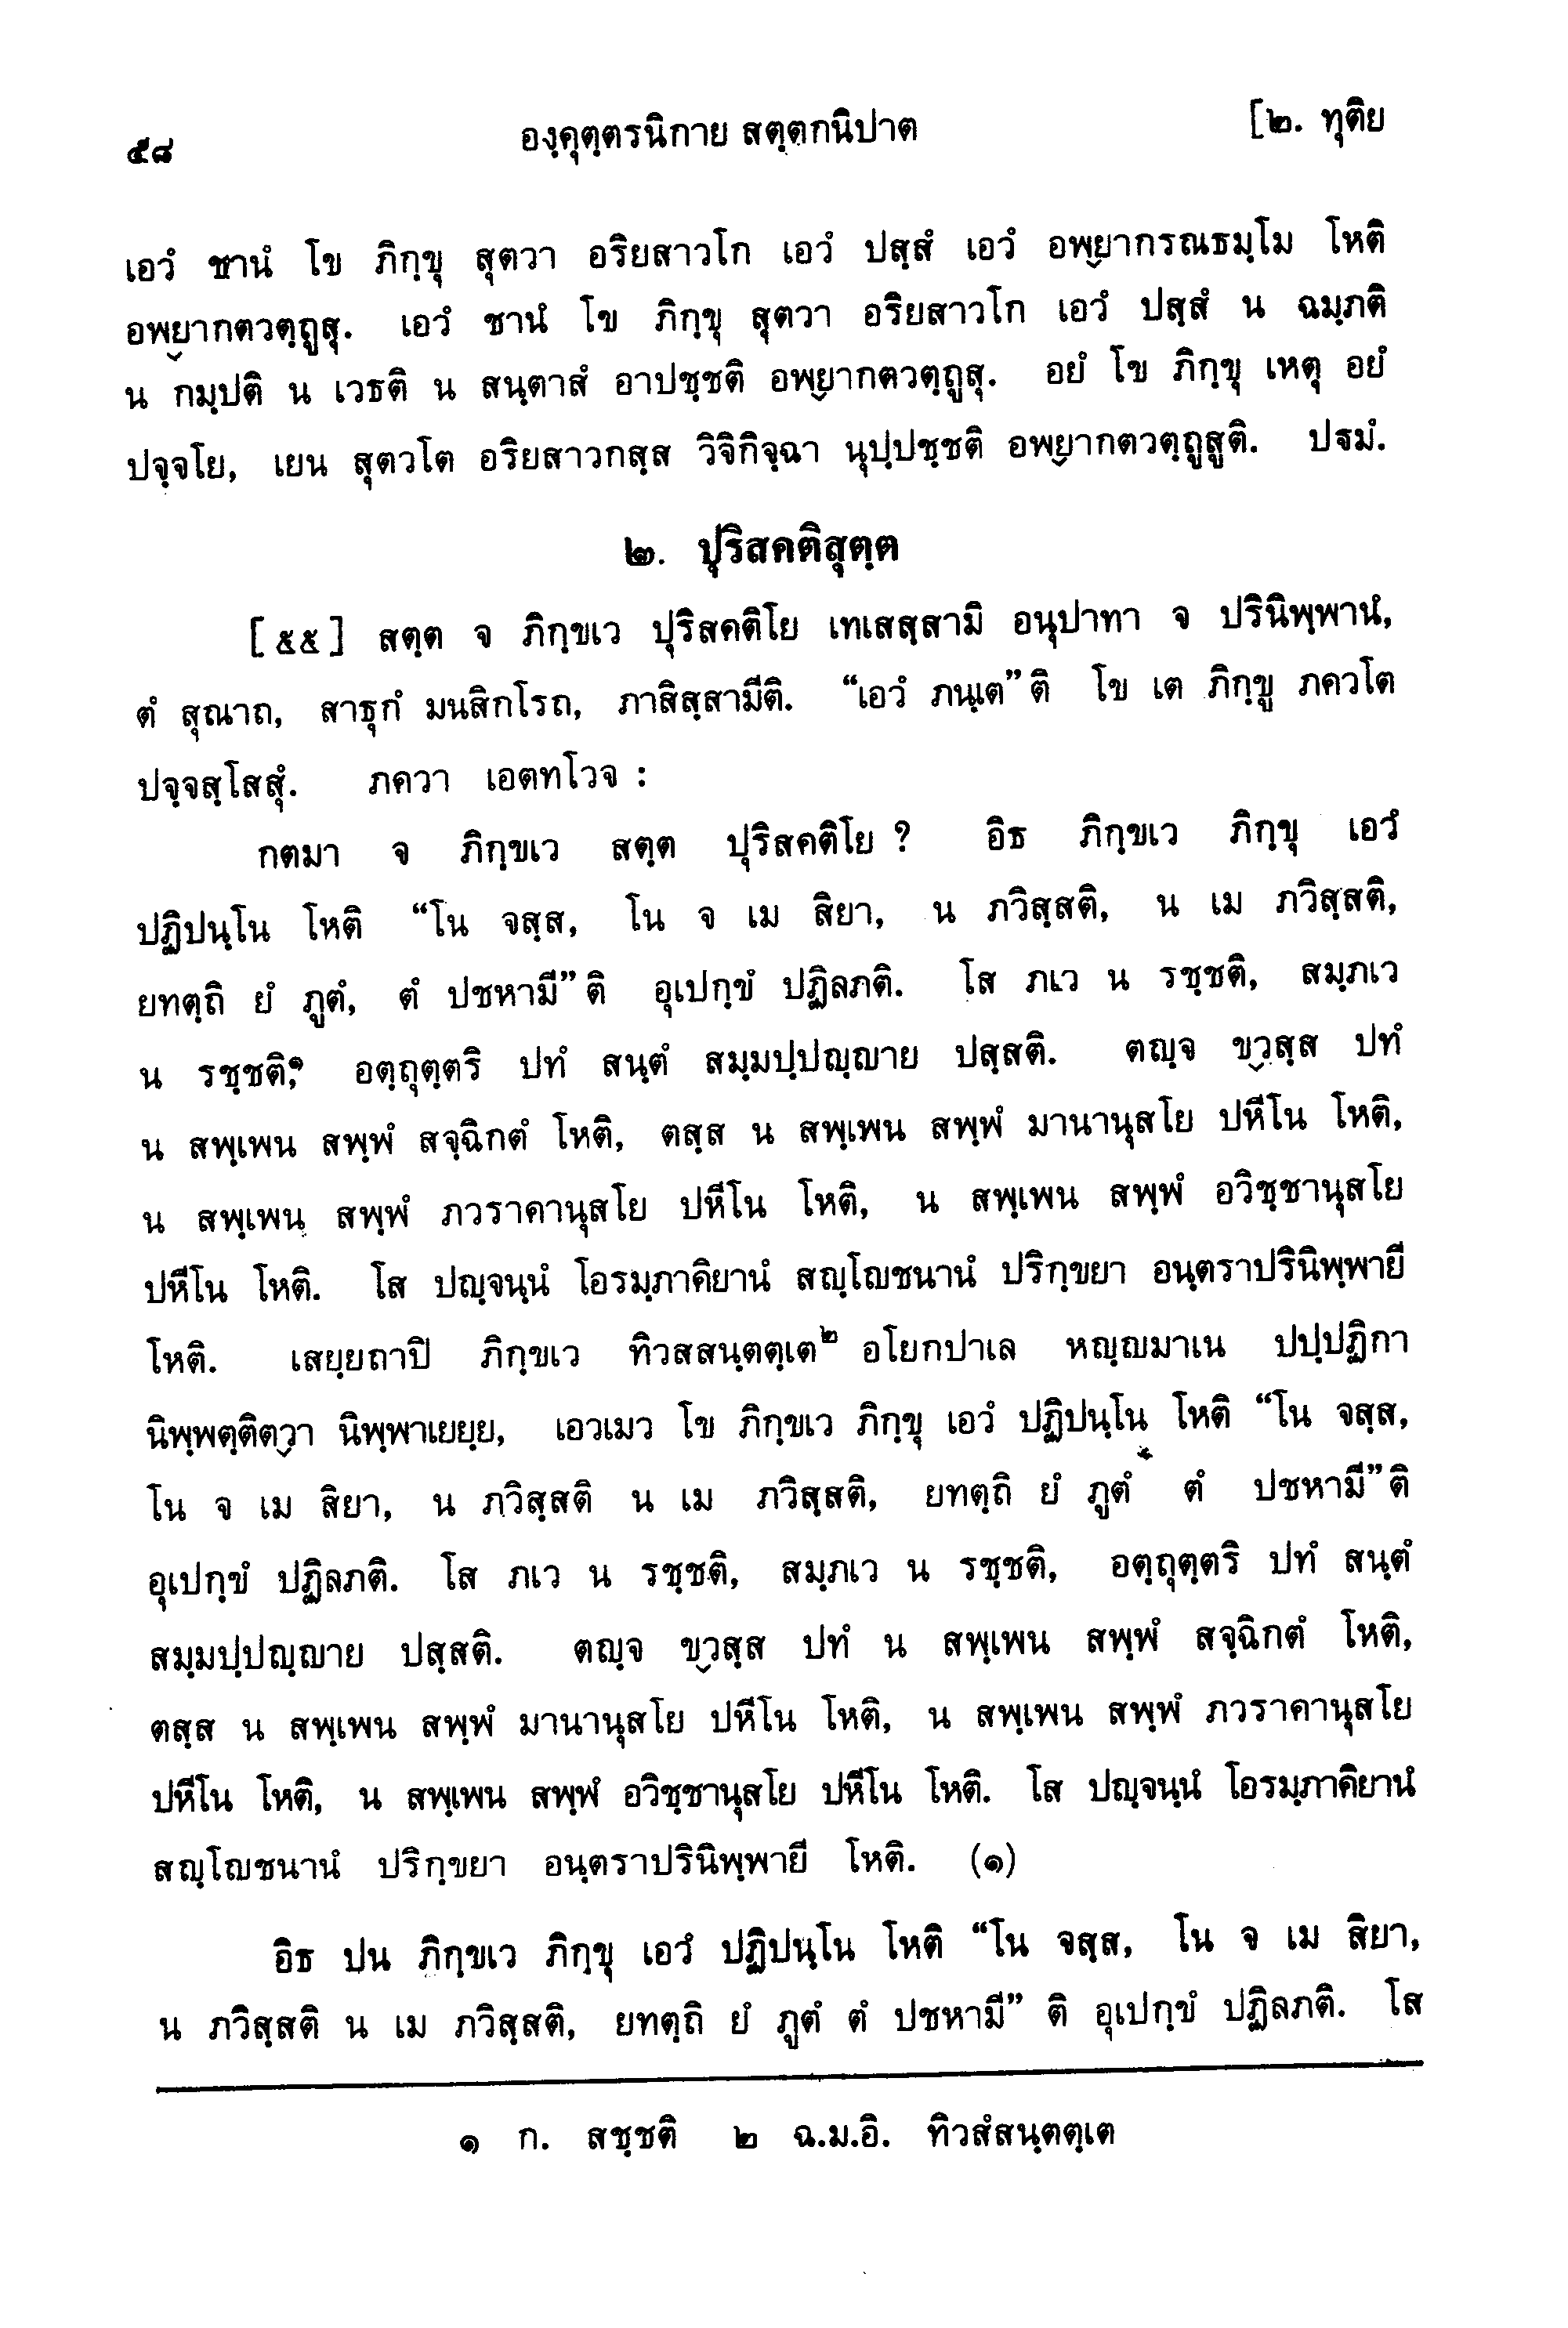 ๕๘ องฺคุตฺตรนิกาย สตฺตกนิปาต [๒. ทุติย
เอวํ ชานํ โข ภิกฺขุ สุตวา อริยสาวโก เอวํ ปสฺสํ เอวํ อพฺยากรณธมฺโม โหติ
อพฺยากตวตฺถูสุ. เอวํ ชานํ โข ภิกฺขุ สุตวา อริยสาวโก เอวํ ปสฺสํ น ฉมฺภติ
น กมฺปติ น เวธติ น สนฺตาสํ อาปชฺชติ อพฺยากตวตฺถูสุ. อยํ โข ภิกฺขุ เหตุ อยํ
ปจฺจโย, เยน สุตวโต อริยสาวกสฺส วิจิกิจฺฉา นุปฺปชฺชติ อพฺยากตวตฺถูสูติ. ปฐมํ.
๒. ปุริสคติสุตฺต
[๕๕] สตฺต จ ภิกฺขเว ปุริสคติโย เทเสสฺสามิ อนุปาทา จ ปรินิพฺพานํ,
ตํ สุณาถ, สาธุกํ มนสิกโรถ, ภาสิสฺสามีติ. “เอวํ ภนฺเต”ติ โข เต ภิกฺขู ภควโต
ปจฺจสฺโสสุํ. ภควา เอตทโวจ :
กตมา จ ภิกฺขเว สตฺต ปุริสคติโย ? อิธ ภิกฺขเว ภิกฺขุ เอวํ
ปฏิปนฺโน โหติ “โน จสฺส, โน จ เม สิยา, น ภวิสฺสติ, น เม ภวิสฺสติ,
ยทตฺถิ ยํ ภูตํ, ตํ ปชหามี”ติ อุเปกฺขํ ปฏิลภติ. โส ภเว น รชฺชติ, สมฺภเว
น รชฺชติ,๑ อตฺถุตฺตริ ปทํ สนฺตํ สมฺมปฺปญฺญาย ปสฺสติ. ตญฺจ ขฺวสฺส ปทํ
น สพฺเพน สพฺพํ สจฺฉิกตํ โหติ, ตสฺส น สพฺเพน สพฺพํ มานานุสโย ปหีโน โหติ,
น สพฺเพน สพฺพํ ภวราคานุสโย ปหีโน โหติ, น สพฺเพน สพฺพํ อวิชฺชานุสโย
ปหีโน โหติ. โส ปญฺจนฺนํ โอรมฺภาคิยานํ สญฺโญชนานํ ปริกฺขยา อนฺตราปรินิพฺพายี
โหติ. เสยฺยถาปิ ภิกฺขเว ทิวสสนฺตตฺเต๒ อโยกปาเล หญฺญมาเน ปปฺปฏิกา
นิพฺพตฺติตฺวา นิพฺพาเยยฺย, เอวเมว โข ภิกฺขเว ภิกฺขุ เอวํ ปฏิปนฺโน โหติ “โน จสฺส,
โน จ เม สิยา, น ภวิสฺสติ น เม ภวิสฺสติ, ยทตฺถิ ยํ ภูตํ ตํ ปชหามี”ติ
อุเปกฺขํ ปฏิลภติ. โส ภเว น รชฺชติ, สมฺภเว น รชฺชติ, อตฺถุตฺตริ ปทํ สนฺตํ
สมฺมปฺปญฺญาย ปสฺสติ. ตญฺจ ขฺวสฺส ปทํ น สพฺเพน สพฺพํ สจฺฉิกตํ โหติ,
ตสฺส น สพฺเพน สพฺพํ มานานุสโย ปหีโน โหติ, น สพฺเพน สพฺพํ ภวราคานุสโย
ปหีโน โหติ, น สพฺเพน สพฺพํ อวิชฺชานุสโย ปหีโน โหติ. โส ปญฺจนฺนํ โอรมฺภาคิยานํ
สญฺโญชนานํ ปริกฺขยา อนฺตราปรินิพฺพายี โหติ. (๑)
อิธ ปน ภิกฺขเว ภิกฺขุ เอวํ ปฏิปนฺโน โหติ “โน จสฺส, โน จ เม สิยา,
น ภวิสฺสติ น เม ภวิสฺสติ, ยทตฺถิ ยํ ภูตํ ตํ ปชหามี” ติ อุเปกฺขํ ปฏิลภติ. โส
๑ ก. สชฺชติ ๒ ฉ.ม.อิ. ทิวสํสนฺตตฺเต